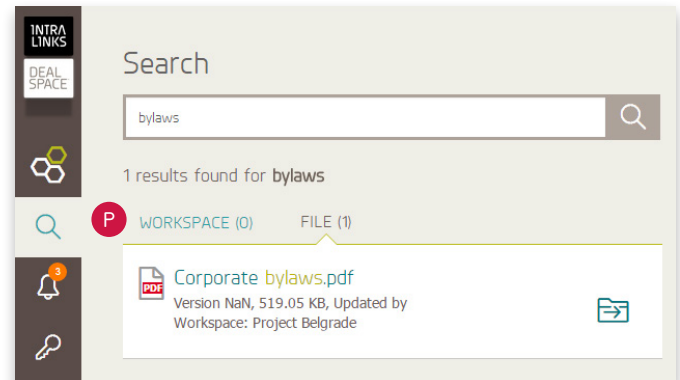 INTRA
LINKS
DEAL
SPACE
Search
bylaws
1 results found for bylaws
P
WORKSPACE (0) FILE (1)
3
PDF
Corporate bylaws.pdf
Version NaN, 519.05 KB, Updated by
Workspace: Project Belgrade